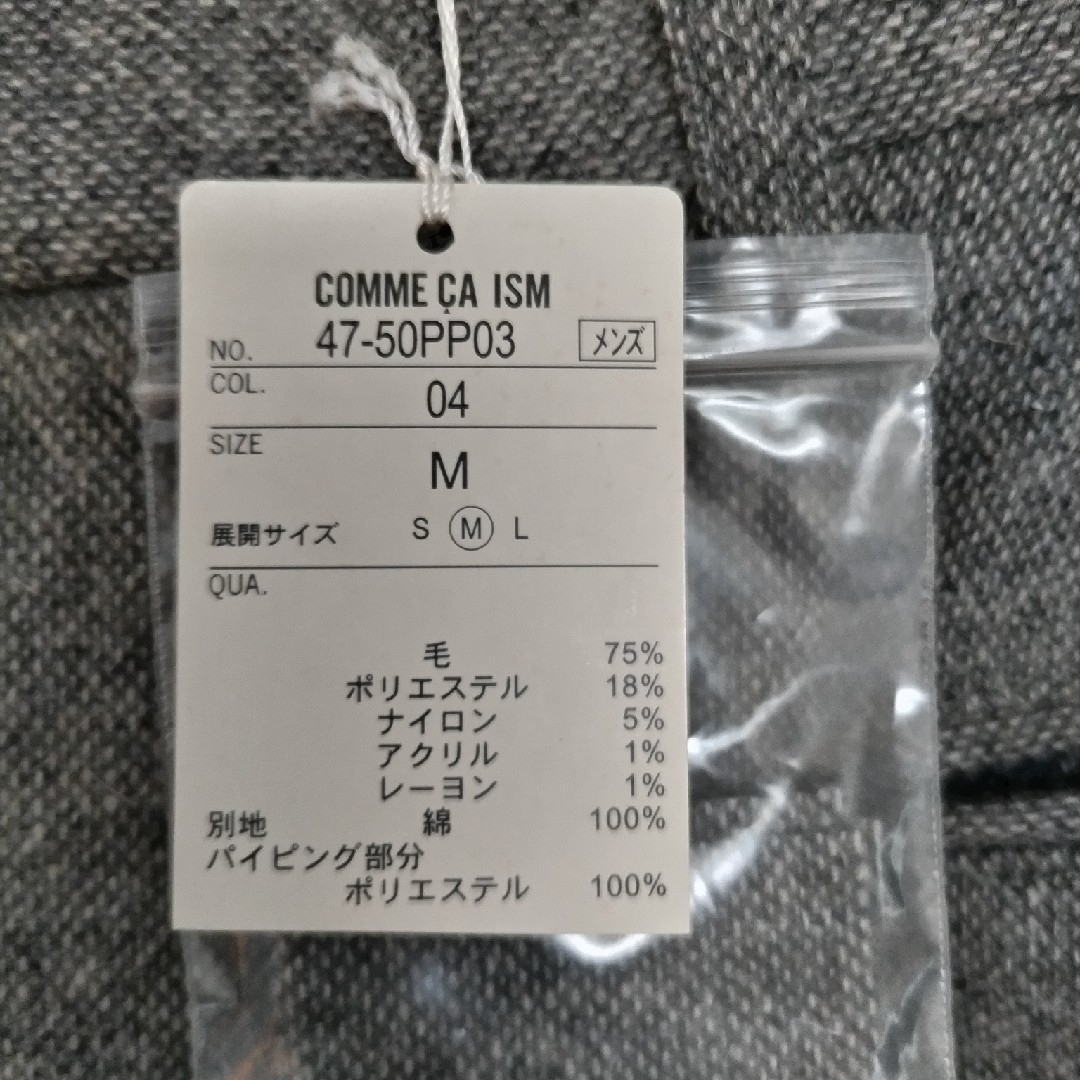 COMME ÇA ISM
NO. 47-50PP03 メンズ
COL. 04
SIZE M
展開サイズ S M L
QUA.
毛 75%
ポリエステル 18%
ナイロン 5%
アクリル 1%
レーヨン 1%
別地 綿 100%
パイピング部分
ポリエステル 100%